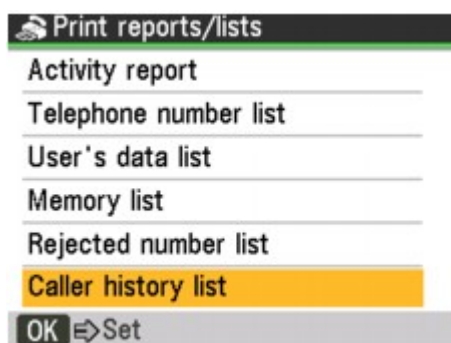 Print reports/lists
Activity report
Telephone number list
User's data list
Memory list
Rejected number list
Caller history list
OK ⇨Set